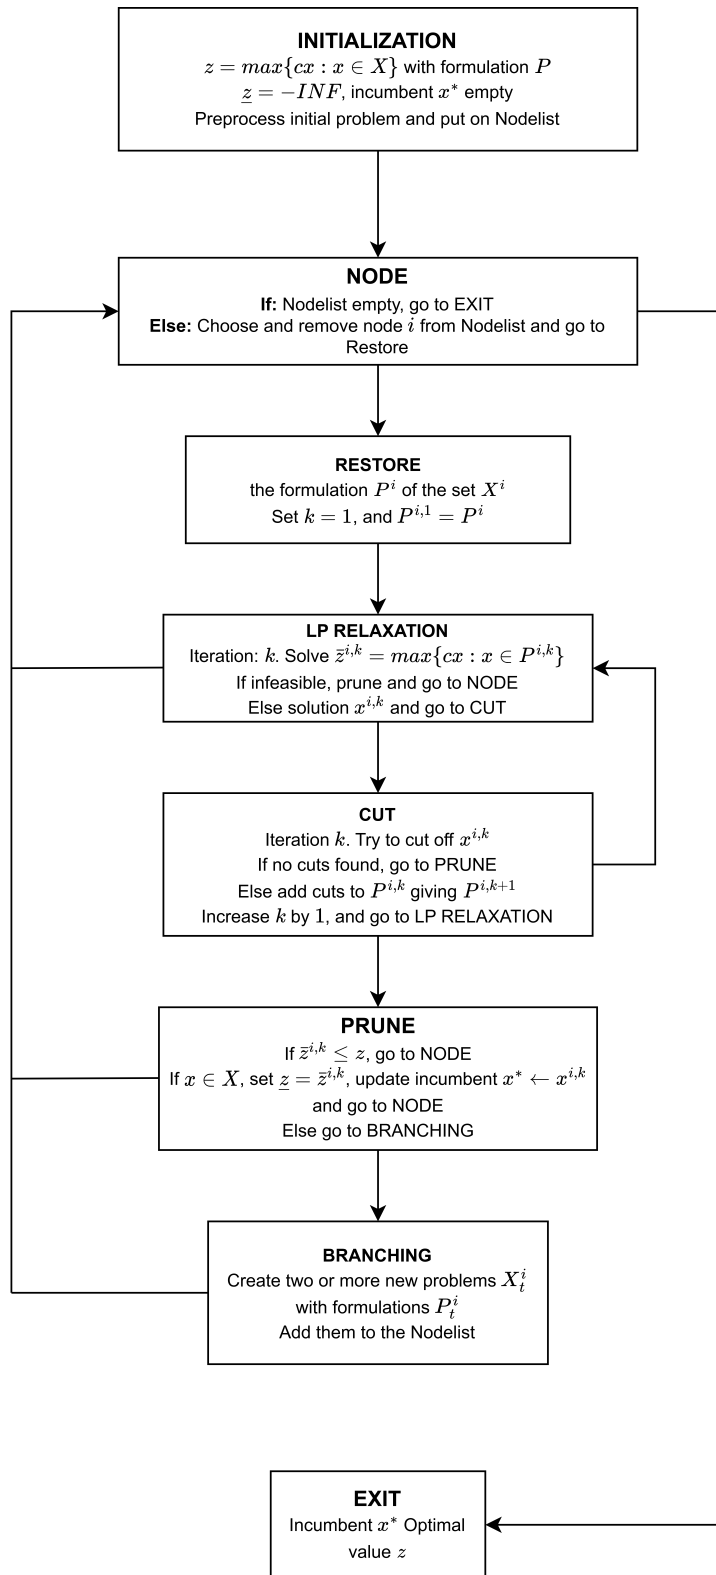 INITIALIZATION
z = max{cx : x ∈ X} with formulation P
z̲ = −INF, incumbent x* empty
Preprocess initial problem and put on Nodelist
NODE
If: Nodelist empty, go to EXIT
Else: Choose and remove node i from Nodelist and go to
Restore
RESTORE
the formulation Pⁱ of the set Xⁱ
Set k = 1, and P^{i,1} = P^i
LP RELAXATION
Iteration: k. Solve z̄^{i,k} = max{cx : x ∈ P^{i,k}}
If infeasible, prune and go to NODE
Else solution x^{i,k} and go to CUT
CUT
Iteration k. Try to cut off x^{i,k}
If no cuts found, go to PRUNE
Else add cuts to P^{i,k} giving P^{i,k+1}
Increase k by 1, and go to LP RELAXATION
PRUNE
If z̄^{i,k} ≤ z, go to NODE
If x ∈ X, set z̲ = z̄^{i,k}, update incumbent x* ← x^{i,k}
and go to NODE
Else go to BRANCHING
BRANCHING
Create two or more new problems X_t^i
with formulations P_t^i
Add them to the Nodelist
EXIT
Incumbent x* Optimal
value z